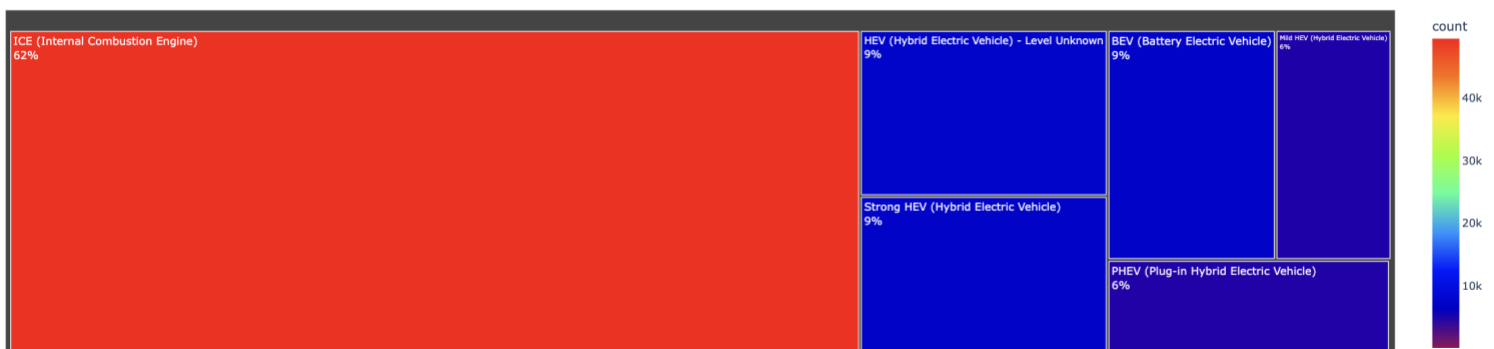 ICE (Internal Combustion Engine)
62%
HEV (Hybrid Electric Vehicle) - Level Unknown
9%
BEV (Battery Electric Vehicle)
9%
Mild HEV (Hybrid Electric Vehicle)
6%
Strong HEV (Hybrid Electric Vehicle)
9%
PHEV (Plug-in Hybrid Electric Vehicle)
6%
count
40k
30k
20k
10k